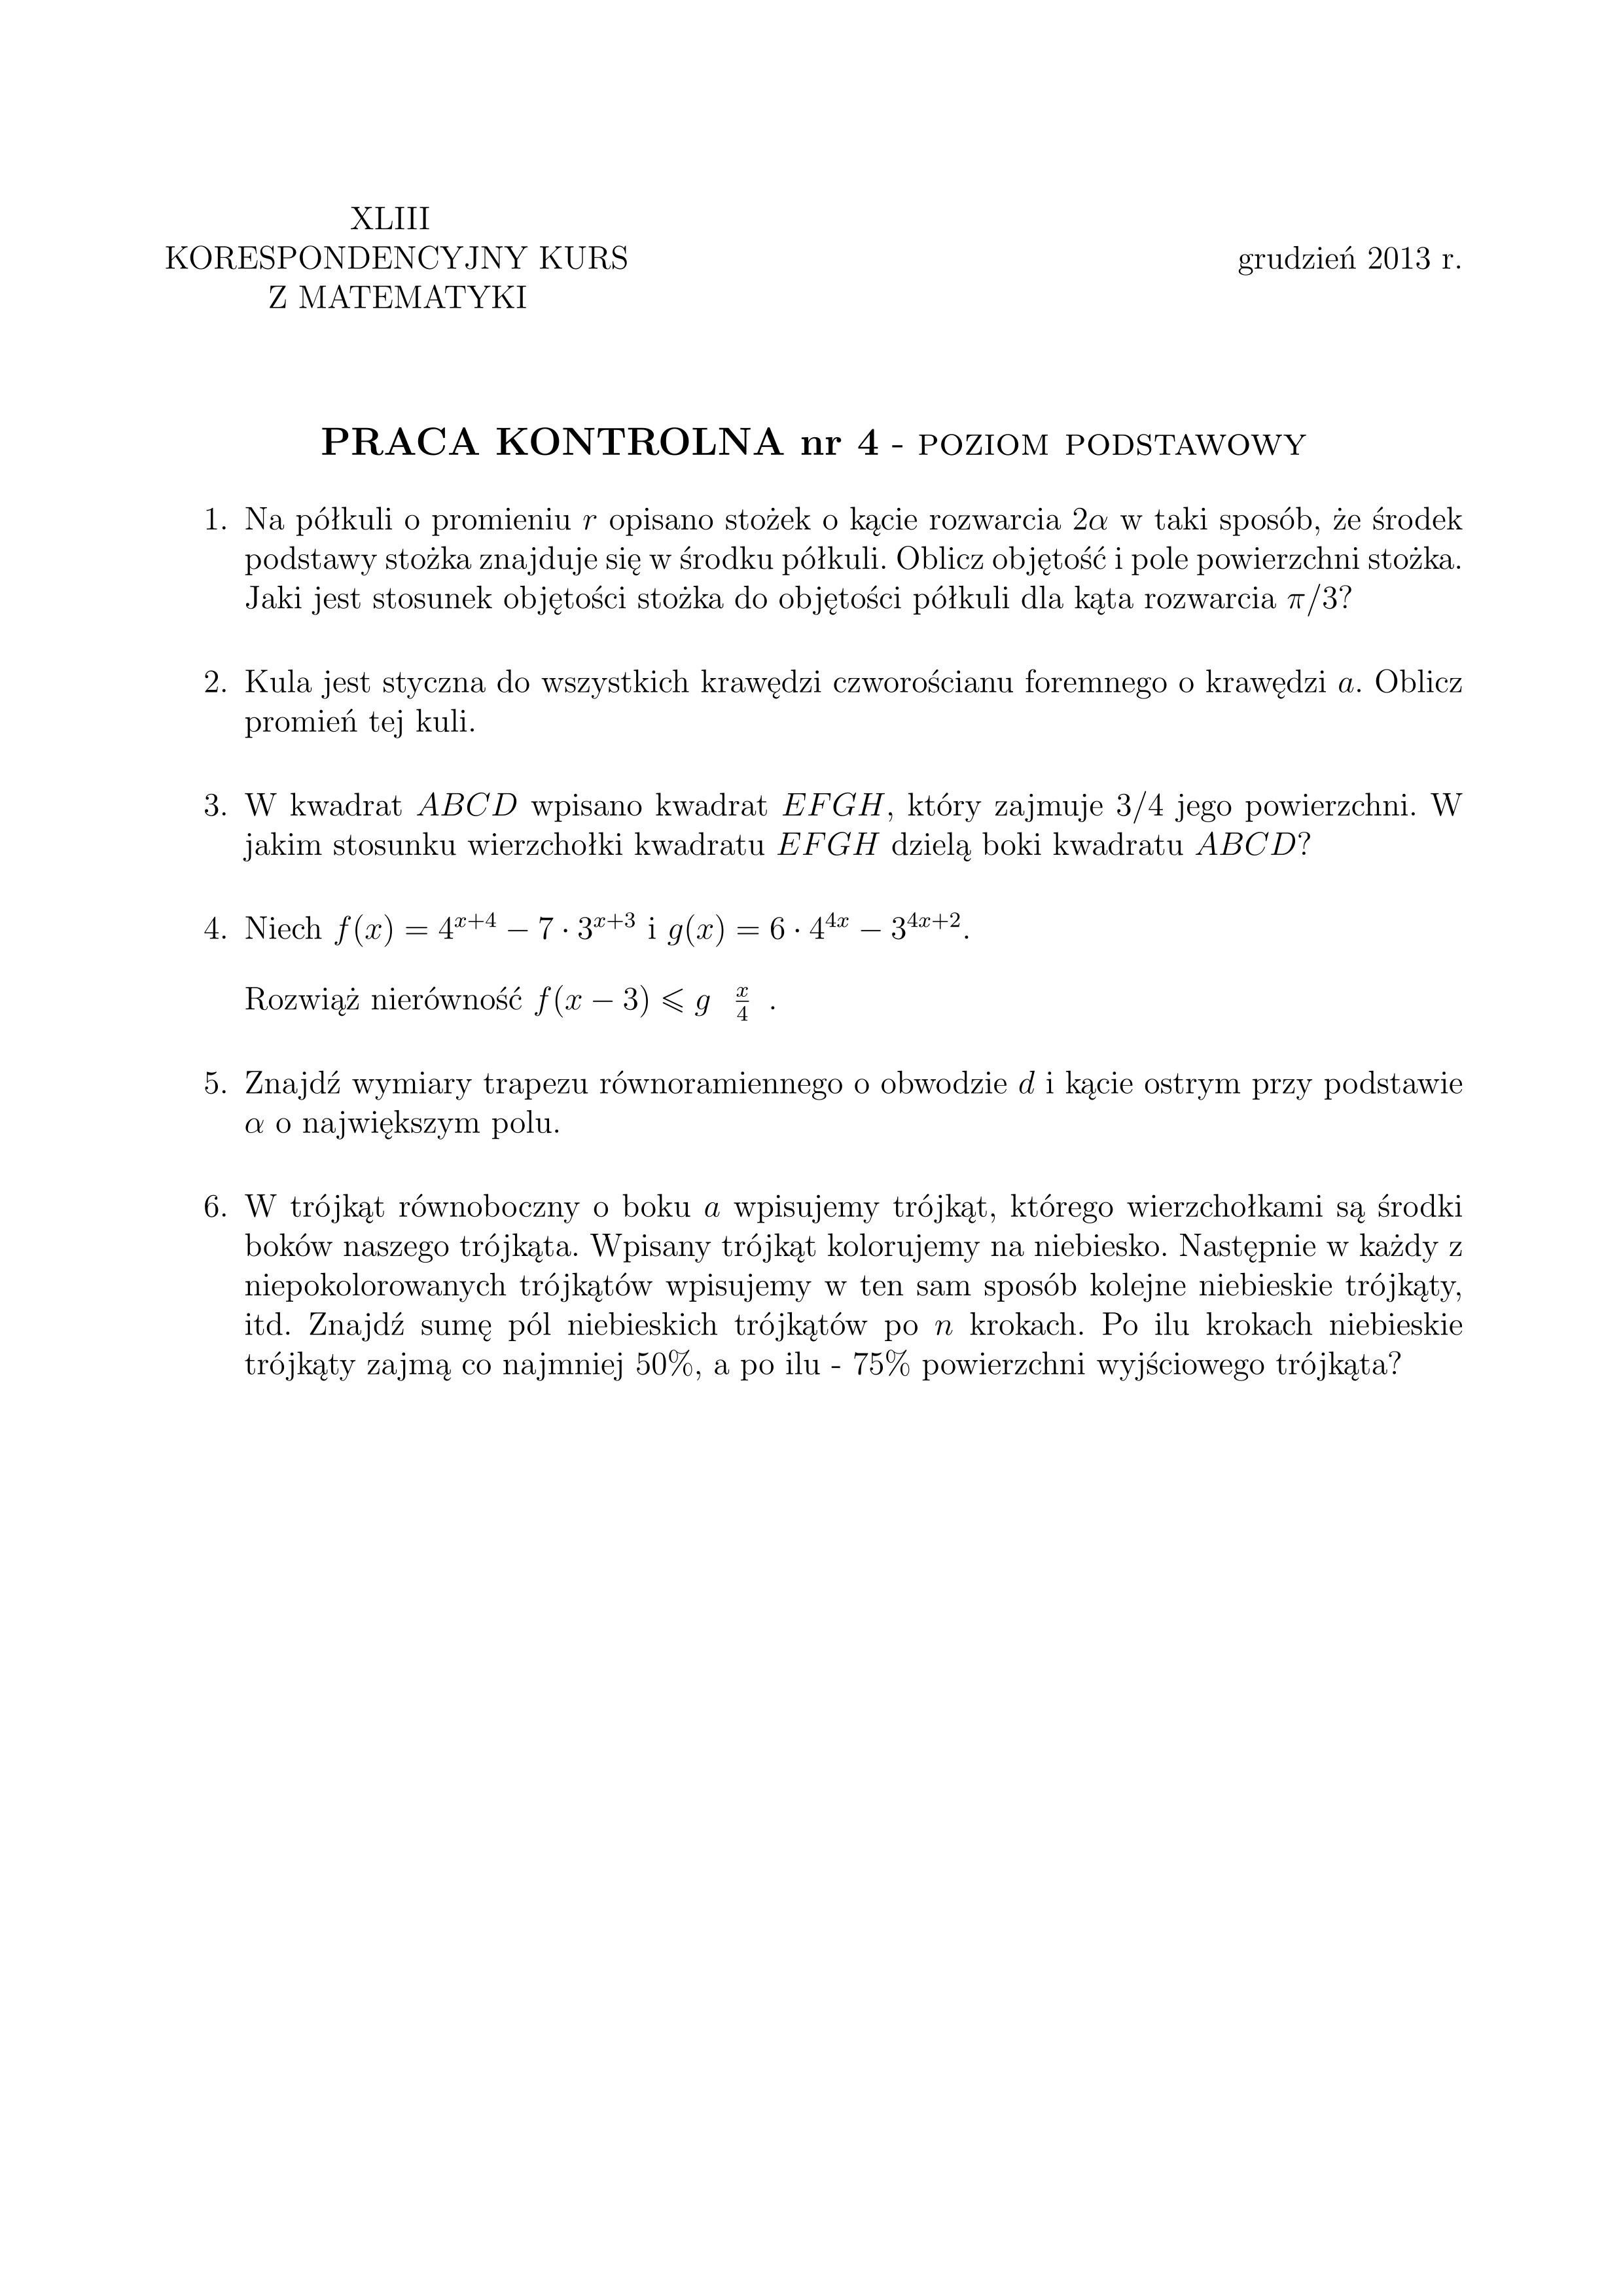 XLIII
KORESPONDENCYJNY KURS
Z MATEMATYKI
grudzień 2013 r.
PRACA KONTROLNA nr 4 - POZIOM PODSTAWOWY
1. Na półkuli o promieniu r opisano stożek o kącie rozwarcia 2α w taki sposób, że środek
podstawy stożka znajduje się w środku półkuli. Oblicz objętość i pole powierzchni stożka.
Jaki jest stosunek objętości stożka do objętości półkuli dla kąta rozwarcia π/3?
2. Kula jest styczna do wszystkich krawędzi czworościanu foremnego o krawędzi a. Oblicz
promień tej kuli.
3. W kwadrat ABCD wpisano kwadrat EFGH, który zajmuje 3/4 jego powierzchni. W
jakim stosunku wierzchołki kwadratu EFGH dzielą boki kwadratu ABCD?
4. Niech f(x) = 4^{x+4} − 7 · 3^{x+3} i g(x) = 6 · 4^{4x} − 3^{4x+2}.
Rozwiąż nierówność f(x − 3) ⩽ g \frac{x}{4} .
5. Znajdź wymiary trapezu równoramiennego o obwodzie d i kącie ostrym przy podstawie
α o największym polu.
6. W trójkąt równoboczny o boku a wpisujemy trójkąt, którego wierzchołkami są środki
boków naszego trójkąta. Wpisany trójkąt kolorujemy na niebiesko. Następnie w każdy z
niepokolorowanych trójkątów wpisujemy w ten sam sposób kolejne niebieskie trójkąty,
itd. Znajdź sumę pól niebieskich trójkątów po n krokach. Po ilu krokach niebieskie
trójkąty zajmą co najmniej 50%, a po ilu - 75% powierzchni wyjściowego trójkąta?